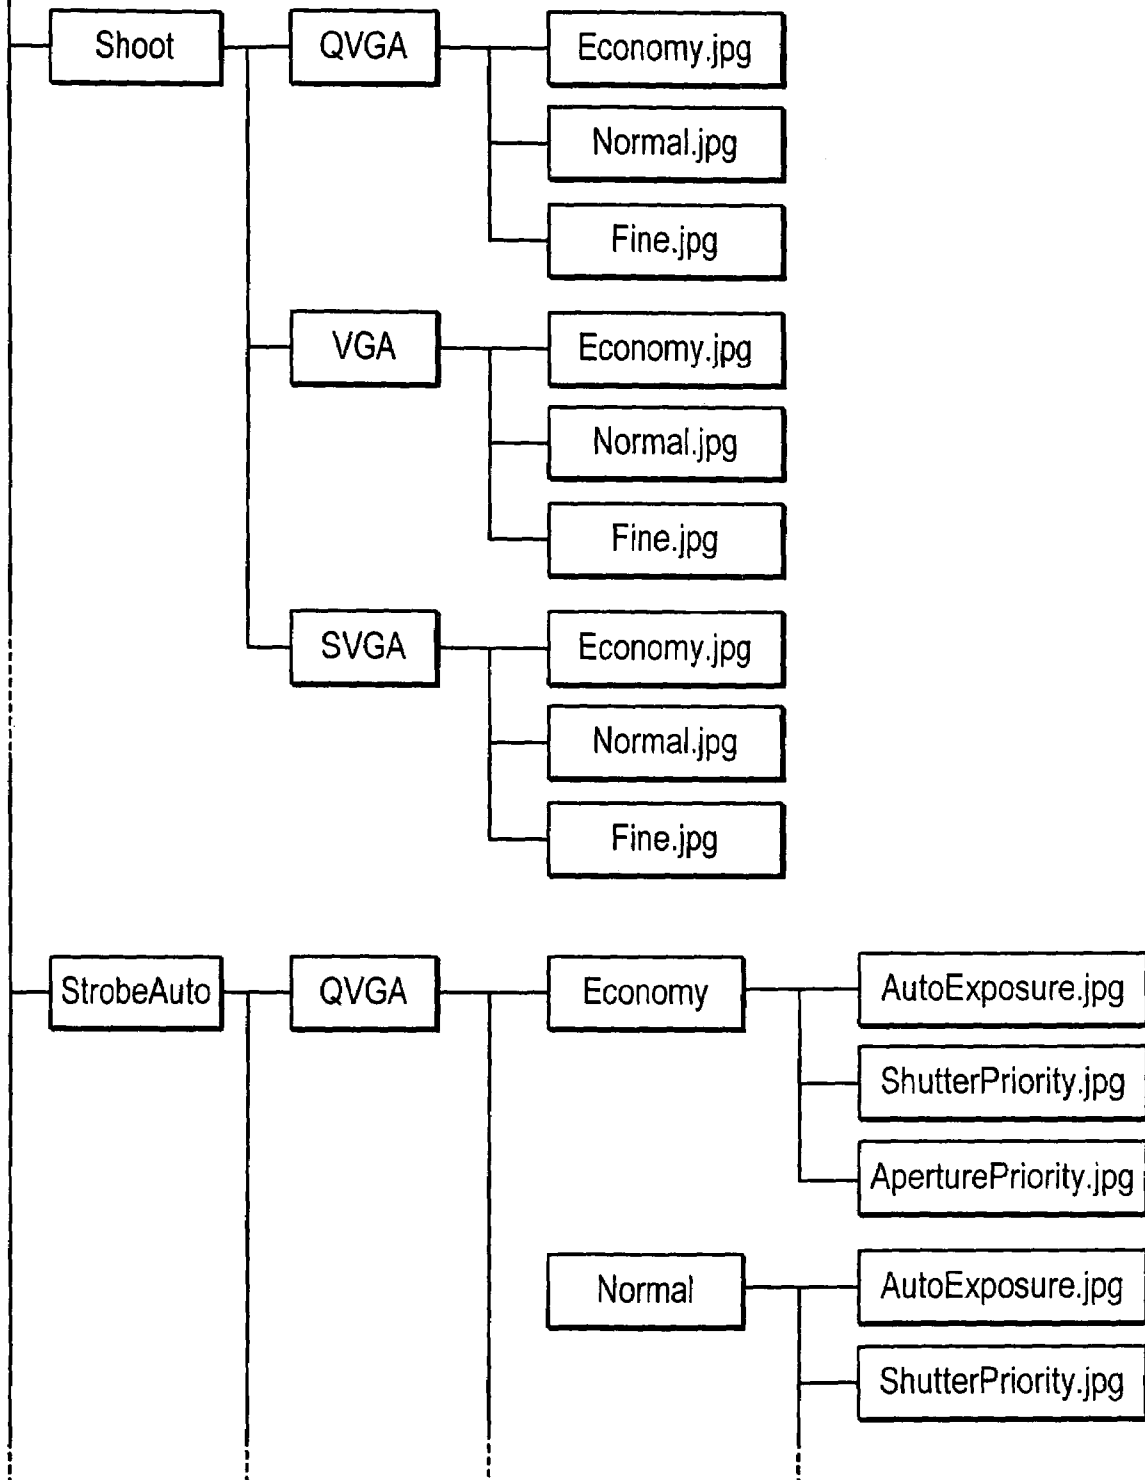 Shoot
QVGA
Economy.jpg
Normal.jpg
Fine.jpg
VGA
Economy.jpg
Normal.jpg
Fine.jpg
SVGA
Economy.jpg
Normal.jpg
Fine.jpg
StrobeAuto
QVGA
Economy
AutoExposure.jpg
ShutterPriority.jpg
AperturePriority.jpg
Normal
AutoExposure.jpg
ShutterPriority.jpg